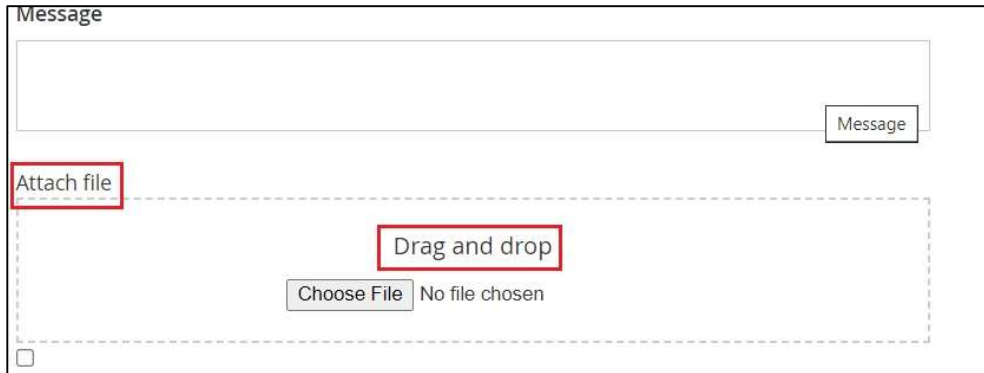 Message
Message
Attach file
Drag and drop
Choose File No file chosen